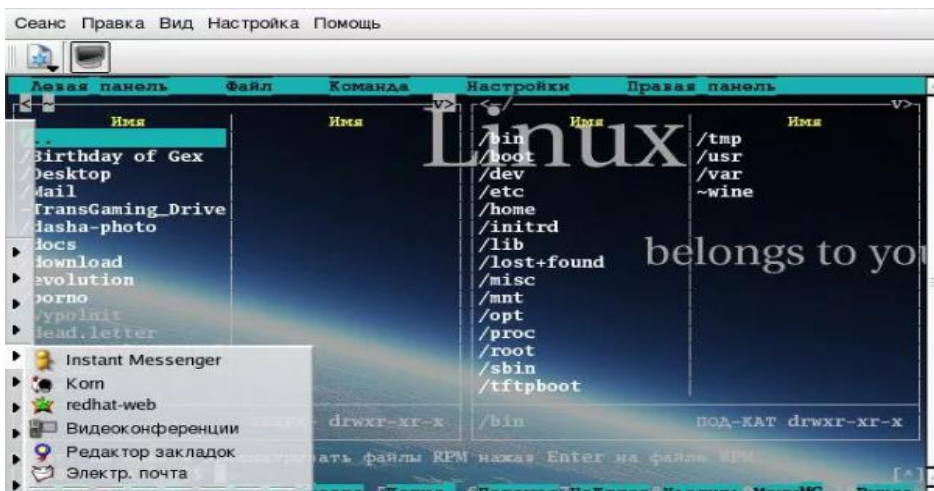 Сеанс Правка Вид Настройка Помощь
Левая панель Файл Команда Настройки Правая панель
<-~ v> <-/ v>
Имя Имя Имя Имя
Linux
belongs to you
/..
/Birthday of Gex
/Desktop
/Mail
~TransGaming_Drive
/dasha-photo
/docs
/download
/evolution
/porno
dead.letter
/bin
/boot
/dev
/etc
/home
/initrd
/lib
/lost+found
/misc
/mnt
/opt
/proc
/root
/sbin
/tftpboot
/tmp
/usr
/var
~wine
drwxr-xr-x
/bin ПОД-КАТ drwxr-xr-x
файлы RPM нажав Enter на файле RPM.
[^]
Instant Messenger
Korn
redhat-web
Видеоконференции
Редактор закладок
Электр. почта